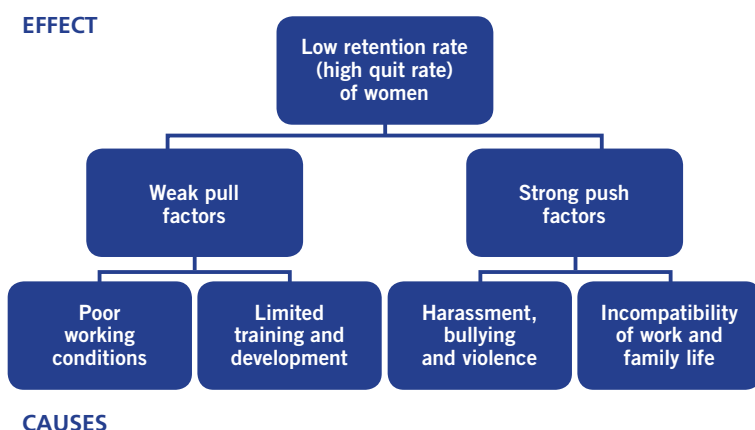 EFFECT
Low retention rate
(high quit rate)
of women
Weak pull
factors
Strong push
factors
Poor
working
conditions
Limited
training and
development
Harassment,
bullying
and violence
Incompatibility
of work and
family life
CAUSES